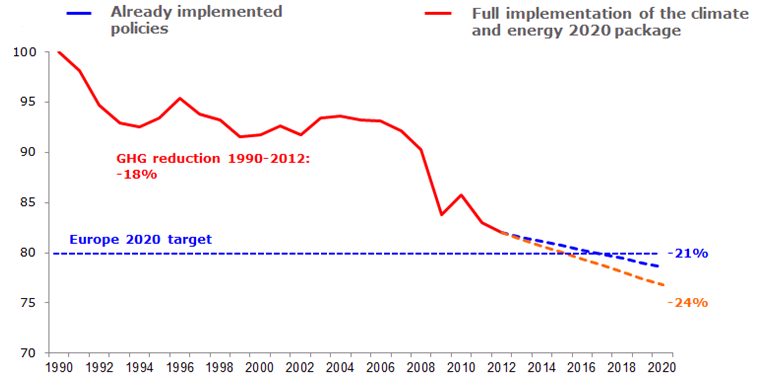 Already implemented
policies
Full implementation of the climate
and energy 2020 package
100
95
90
85
80
75
70
GHG reduction 1990-2012:
-18%
Europe 2020 target
-21%
-24%
1990 1992 1994 1996 1998 2000 2002 2004 2006 2008 2010 2012 2014 2016 2018 2020